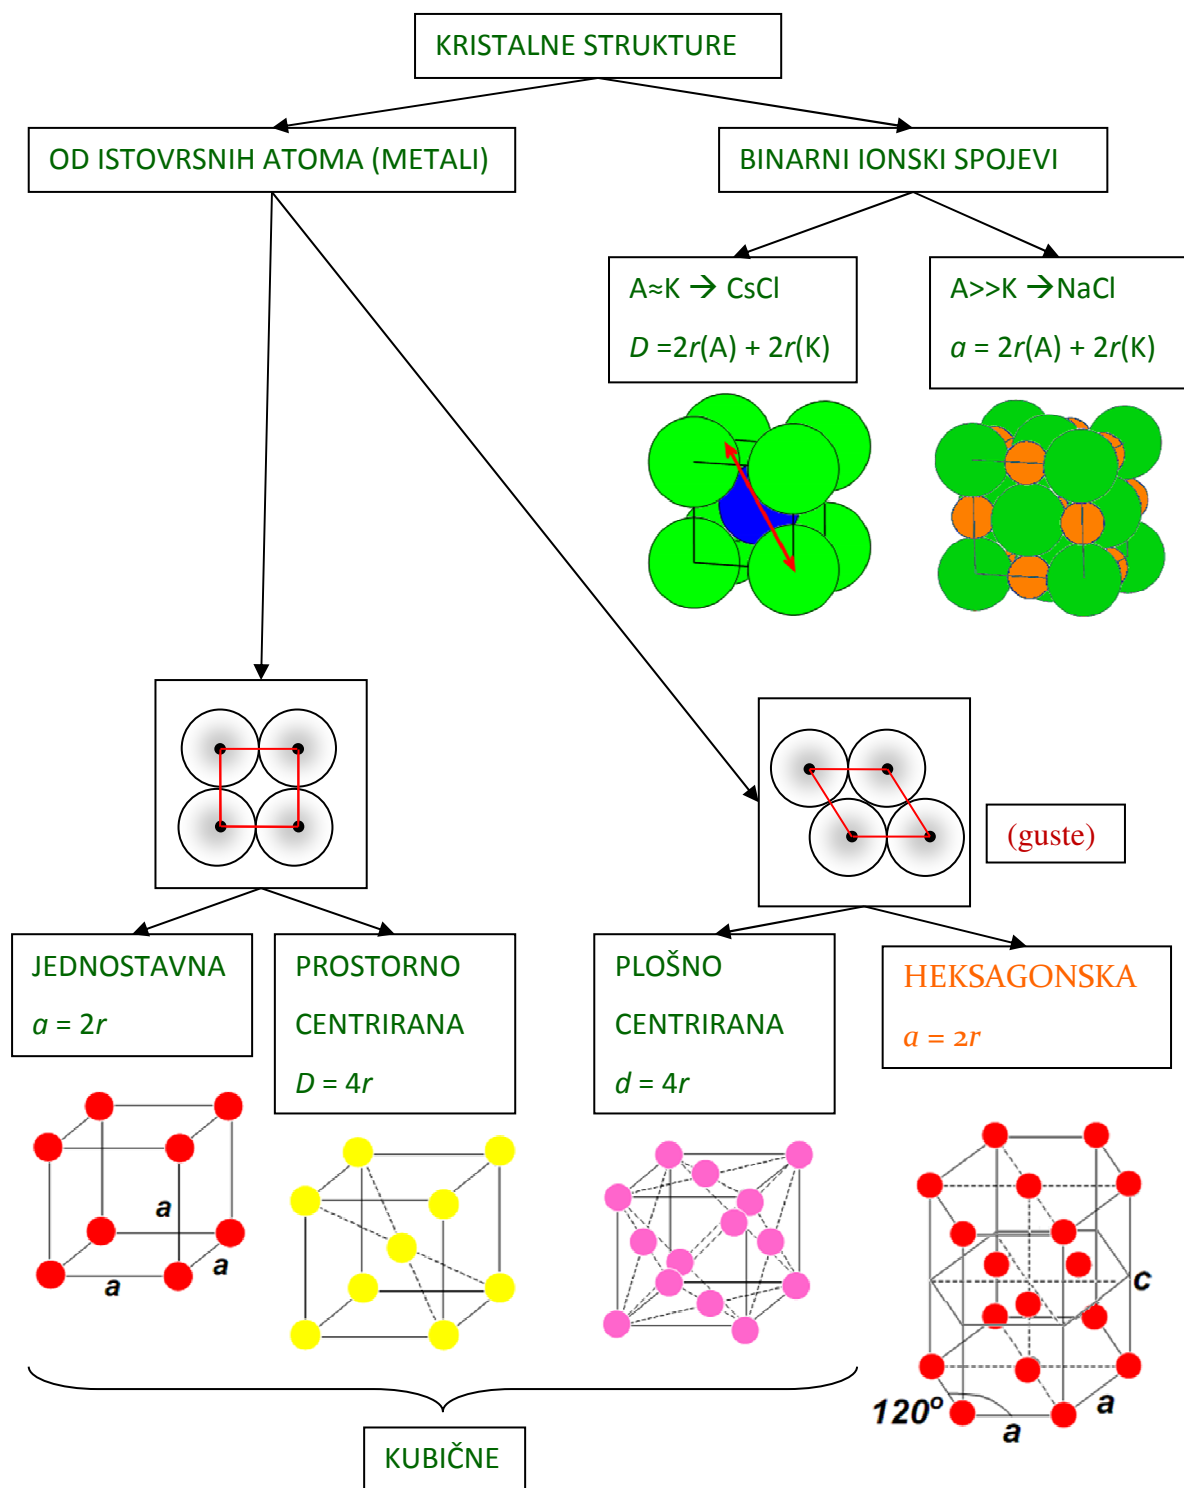 KRISTALNE STRUKTURE
OD ISTOVRSNIH ATOMA (METALI)
BINARNI IONSKI SPOJEVI
A≈K → CsCl
D =2r(A) + 2r(K)
A>>K →NaCl
a = 2r(A) + 2r(K)
(guste)
JEDNOSTAVNA
a = 2r
PROSTORNO
CENTRIRANA
D = 4r
PLOŠNO
CENTRIRANA
d = 4r
HEKSAGONSKA
a = 2r
a
a
a
c
120°
a
a
KUBIČNE